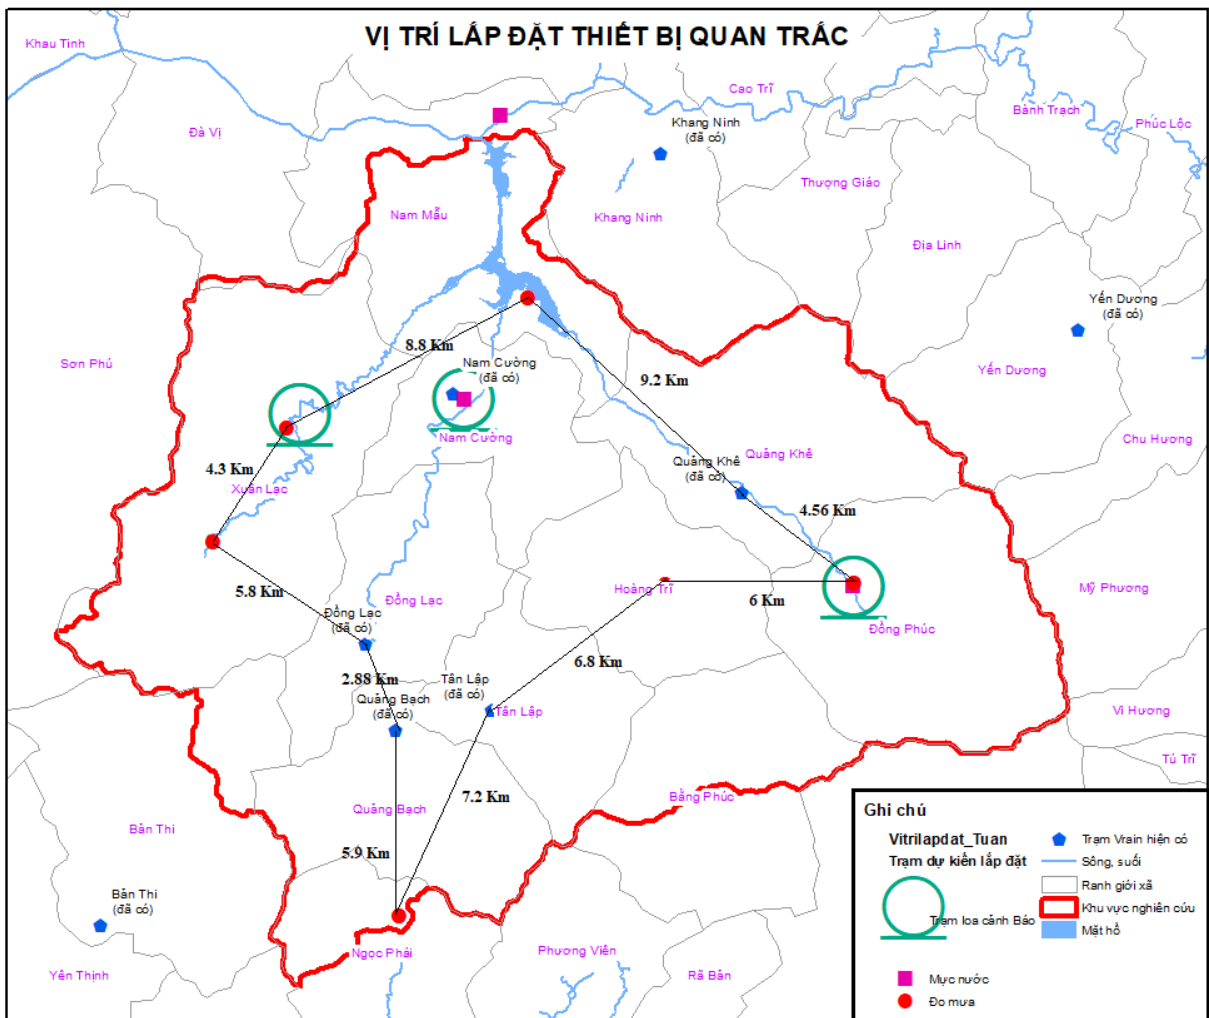 VỊ TRÍ LẮP ĐẶT THIẾT BỊ QUAN TRẮC
Khau Tinh
Cao Trĩ
Bành Trạch
Phúc Lộc
Đà Vị
Khang Ninh
(đã có)
Thượng Giáo
Nam Mẫu
Khang Ninh
Địa Linh
Yến Dương
(đã có)
8.8 Km
Sơn Phú
Nam Cường
(đã có)
9.2 Km
Yến Dương
Nam Cường
Chu Hương
4.3 Km
Xuân Lạc
Quảng Khê
(đã có)
Quảng Khê
4.56 Km
5.8 Km
Đồng Lạc
Hoàng Trĩ
6 Km
Mỹ Phương
Đồng Lạc
(đã có)
Đồng Phúc
6.8 Km
2.88 Km
Tân Lập
(đã có)
Quảng Bạch
(đã có)
Tân Lập
Vi Hương
Tú Trĩ
7.2 Km
Bằng Phúc
Quảng Bạch
Bản Thi
5.9 Km
Bản Thi
(đã có)
Ngọc Phái
Phương Viên
Yên Thịnh
Rã Bản
Ghi chú
Vitrilapdat_Tuan
Trạm dự kiến lắp đặt
Trạm loa cảnh Báo
Mực nước
Đo mưa
Trạm Vrain hiện có
Sông, suối
Ranh giới xã
Khu vực nghiên cứu
Mặt hồ